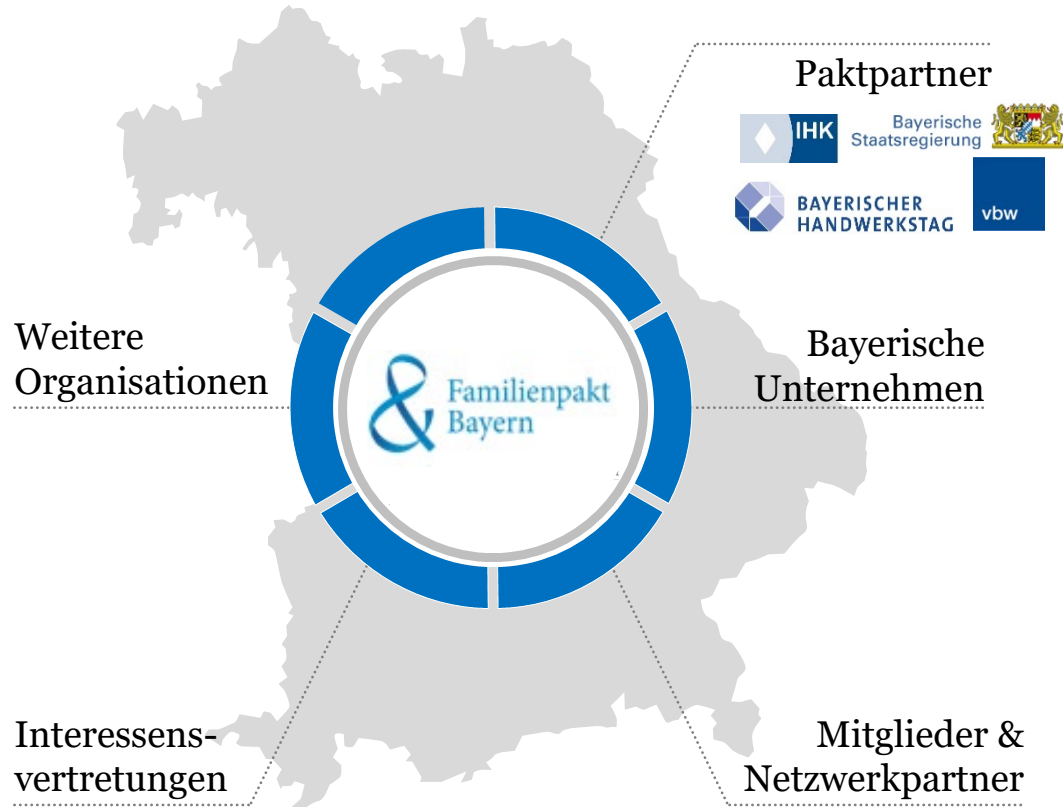 Paktpartner
IHK
Bayerische
Staatsregierung
BAYERISCHER
HANDWERKSTAG
vbw
Weitere
Organisationen
Familienpakt
Bayern
Bayerische
Unternehmen
Interessens-
vertretungen
Mitglieder &
Netzwerkpartner